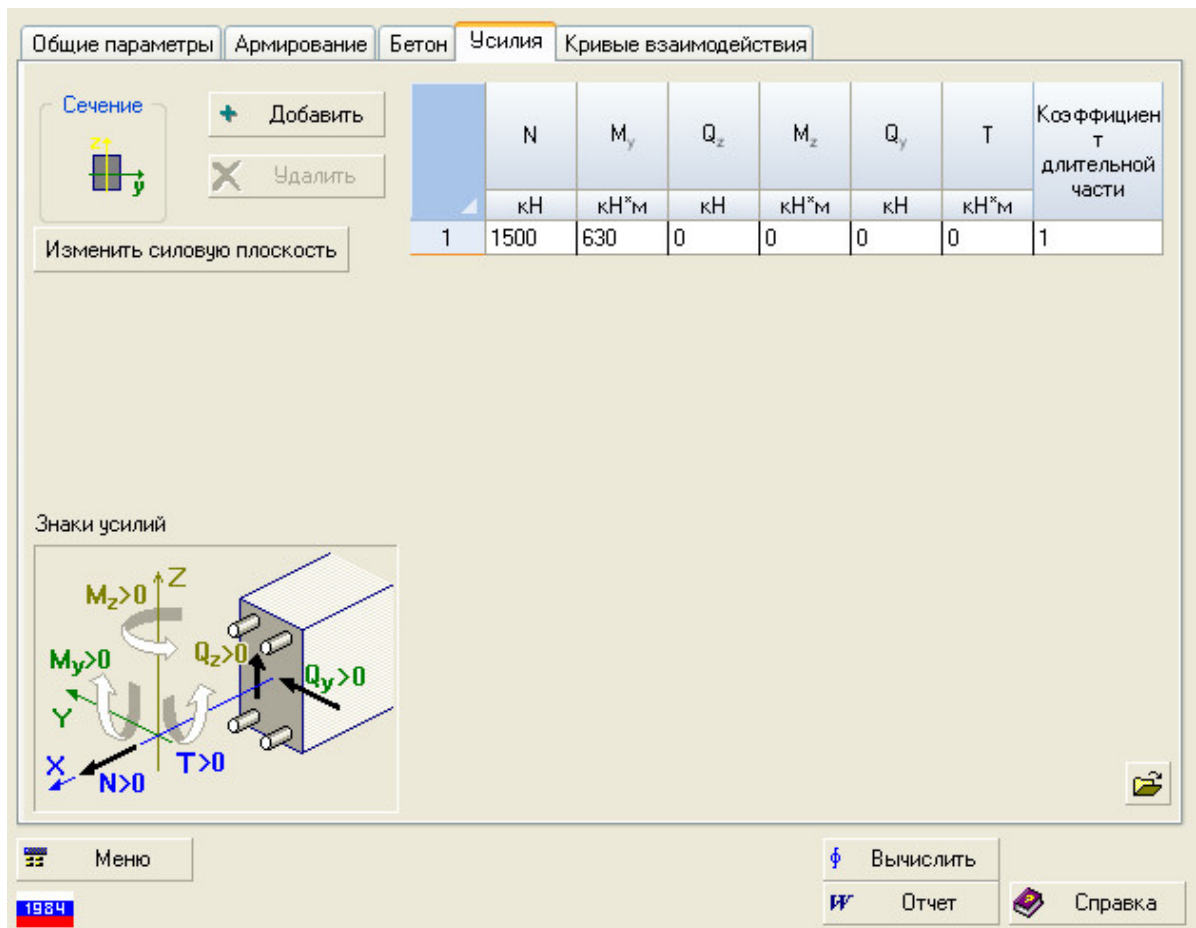 Общие параметры Армирование Бетон Усилия Кривые взаимодействия
Сечение
z
y
Добавить
Удалить
Изменить силовую плоскость
N My Qz Mz Qy T Коэффициен
т
длительной
части
кН кН*м кН кН*м кН кН*м
1 1500 630 0 0 0 0 1
Знаки усилий
Mz>0 Z
My>0 Qz>0 Qy>0
Y
X N>0 T>0
Меню Вычислить
1984 W Отчет Справка